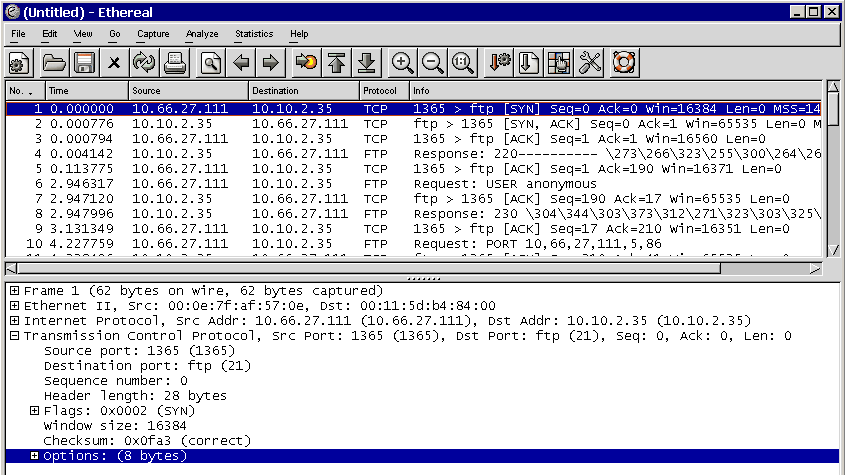 (Untitled) - Ethereal
File Edit View Go Capture Analyze Statistics Help
No. Time Source Destination Protocol Info
1 0.000000 10.66.27.111 10.10.2.35 TCP 1365 > ftp [SYN] Seq=0 Ack=0 Win=16384 Len=0 MSS=14
2 0.000776 10.10.2.35 10.66.27.111 TCP ftp > 1365 [SYN, ACK] Seq=0 Ack=1 Win=65535 Len=0 M
3 0.000794 10.66.27.111 10.10.2.35 TCP 1365 > ftp [ACK] Seq=1 Ack=1 Win=16560 Len=0
4 0.004142 10.10.2.35 10.66.27.111 FTP Response: 220---------- \273\266\323\255\300\264\26
5 0.113775 10.66.27.111 10.10.2.35 TCP 1365 > ftp [ACK] Seq=1 Ack=190 Win=16371 Len=0
6 2.946317 10.66.27.111 10.10.2.35 FTP Request: USER anonymous
7 2.947120 10.10.2.35 10.66.27.111 TCP ftp > 1365 [ACK] Seq=190 Ack=17 Win=65535 Len=0
8 2.947996 10.10.2.35 10.66.27.111 FTP Response: 230 \304\344\303\373\312\271\323\303\325\
9 3.131349 10.66.27.111 10.10.2.35 TCP 1365 > ftp [ACK] Seq=17 Ack=210 Win=16351 Len=0
10 4.227759 10.66.27.111 10.10.2.35 FTP Request: PORT 10,66,27,111,5,86
Frame 1 (62 bytes on wire, 62 bytes captured)
Ethernet II, Src: 00:0e:7f:af:57:0e, Dst: 00:11:5d:b4:84:00
Internet Protocol, Src Addr: 10.66.27.111 (10.66.27.111), Dst Addr: 10.10.2.35 (10.10.2.35)
Transmission Control Protocol, Src Port: 1365 (1365), Dst Port: ftp (21), Seq: 0, Ack: 0, Len: 0
Source port: 1365 (1365)
Destination port: ftp (21)
Sequence number: 0
Header length: 28 bytes
Flags: 0x0002 (SYN)
Window size: 16384
Checksum: 0x0fa3 (correct)
Options: (8 bytes)